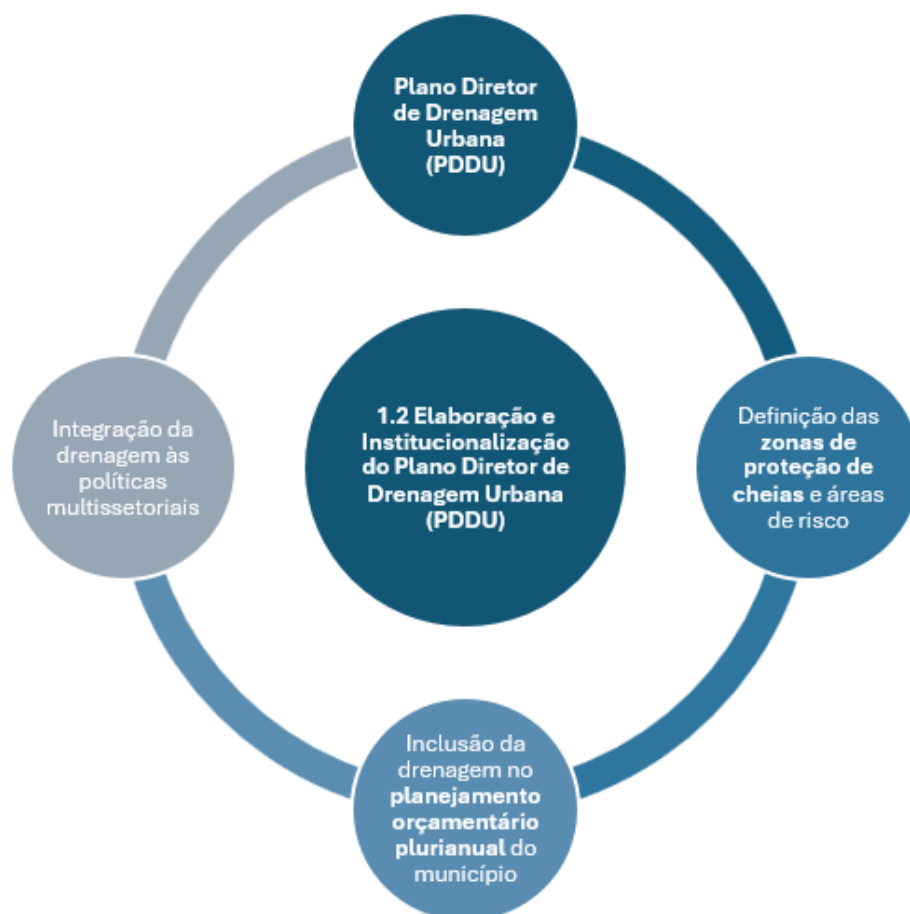 Plano Diretor
de Drenagem
Urbana
(PDDU)
Integração da
drenagem às
políticas
multissetoriais
1.2 Elaboração e
Institucionalização
do Plano Diretor de
Drenagem Urbana
(PDDU)
Definição das
zonas de
proteção de
cheias e áreas
de risco
Inclusão da
drenagem no
planejamento
orçamentário
plurianual do
município